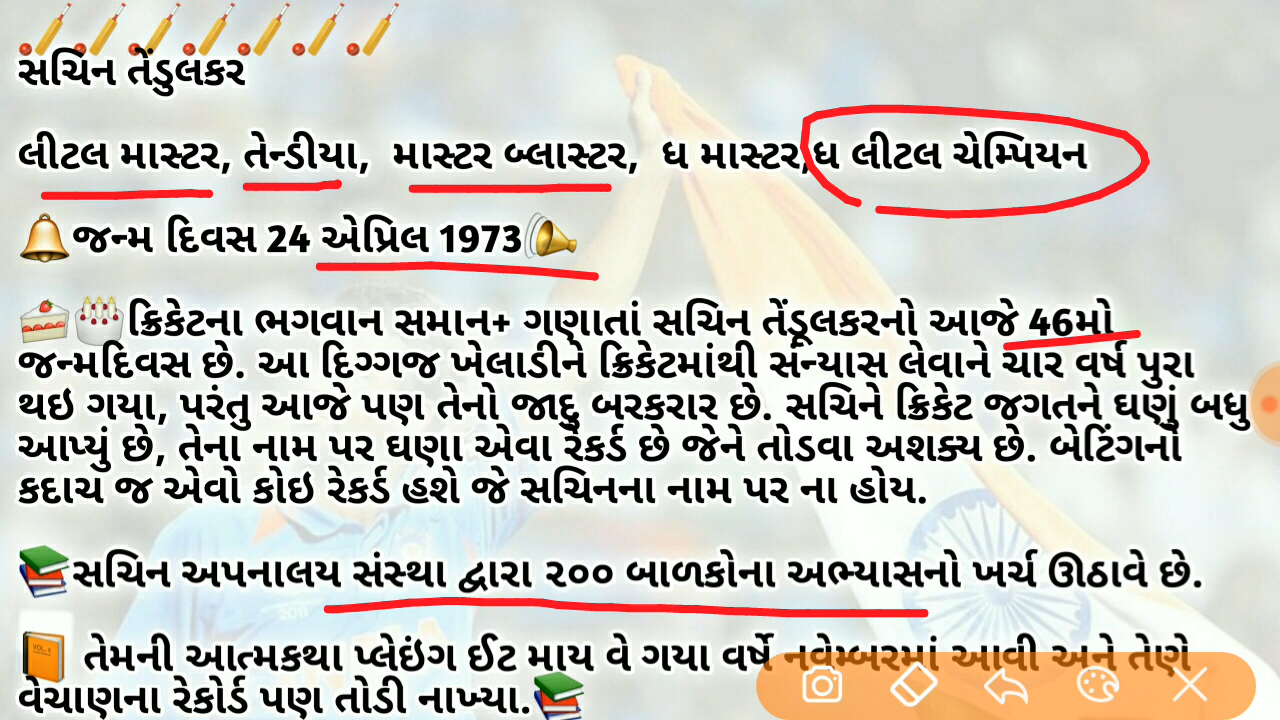 સચિન તેંડુલકર
લીટલ માસ્ટર, તેન્ડીયા, માસ્ટર બ્લાસ્ટર, ધ માસ્ટર,ધ લીટલ ચેમ્પિયન
જન્મ દિવસ 24 એપ્રિલ 1973
ક્રિકેટના ભગવાન સમાન+ ગણાતાં સચિન તેંડૂલકરનો આજે 46મો
જન્મદિવસ છે. આ દિગ્ગજ ખેલાડીને ક્રિકેટમાંથી સંન્યાસ લેવાને ચાર વર્ષ પુરા
થઇ ગયા, પરંતુ આજે પણ તેનો જાદુ બરકરાર છે. સચિને ક્રિકેટ જગતને ઘણું બધુ
આપ્યું છે, તેના નામ પર ઘણા એવા રેકર્ડ છે જેને તોડવા અશક્ય છે. બેટિંગનો
કદાચ જ એવો કોઇ રેકર્ડ હશે જે સચિનના નામ પર ના હોય.
સચિન અપનાલય સંસ્થા દ્વારા ૨૦૦ બાળકોના અભ્યાસનો ખર્ચ ઊઠાવે છે.
તેમની આત્મકથા પ્લેઇંગ ઈટ માય વે ગયા વર્ષે નવેમ્બરમાં આવી અને તેણે
વેચાણના રેકોર્ડ પણ તોડી નાખ્યા.